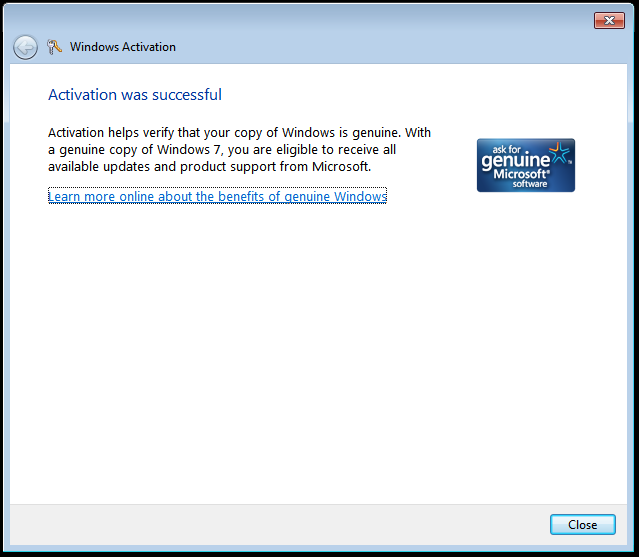 Windows Activation
Activation was successful
Activation helps verify that your copy of Windows is genuine. With
a genuine copy of Windows 7, you are eligible to receive all
available updates and product support from Microsoft.
ask for
genuine™
Microsoft®
software
Learn more online about the benefits of genuine Windows
Close